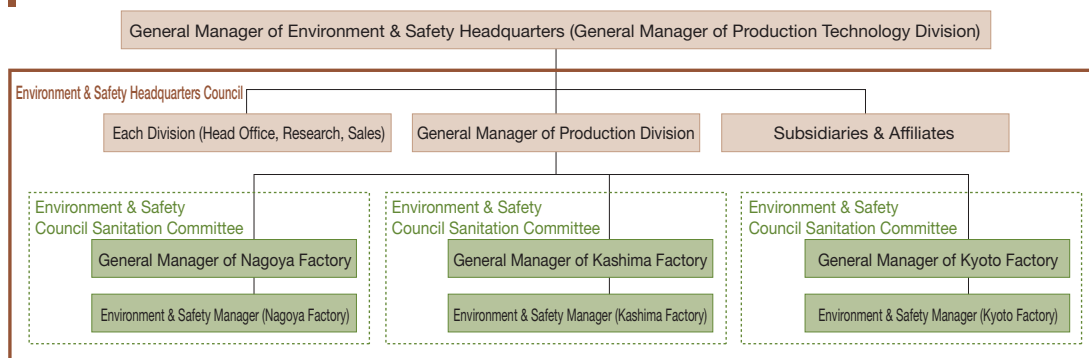 General Manager of Environment & Safety Headquarters (General Manager of Production Technology Division)
Environment & Safety Headquarters Council
Each Division (Head Office, Research, Sales)
General Manager of Production Division
Subsidiaries & Affiliates
Environment & Safety
Council Sanitation Committee
General Manager of Nagoya Factory
Environment & Safety Manager (Nagoya Factory)
Environment & Safety
Council Sanitation Committee
General Manager of Kashima Factory
Environment & Safety Manager (Kashima Factory)
Environment & Safety
Council Sanitation Committee
General Manager of Kyoto Factory
Environment & Safety Manager (Kyoto Factory)